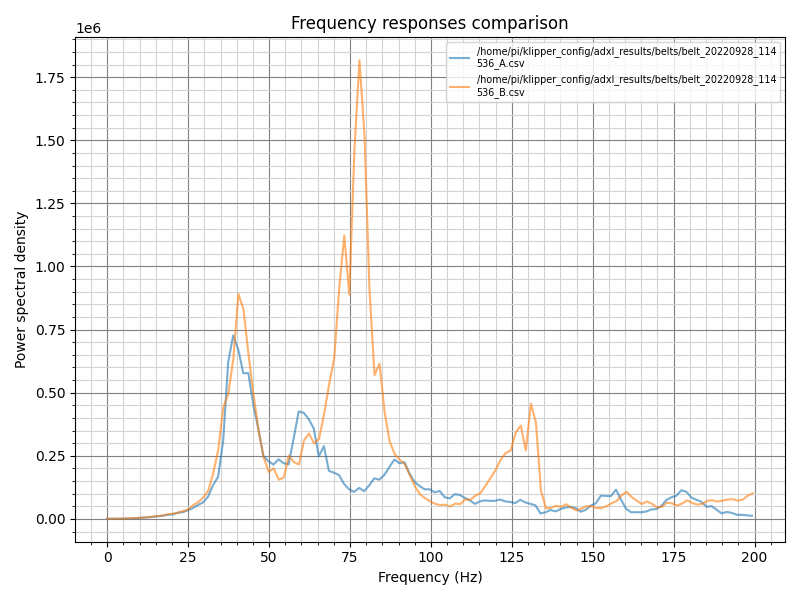 Frequency responses comparison
1e6
/home/pi/klipper_config/adxl_results/belts/belt_20220928_114
536_A.csv
/home/pi/klipper_config/adxl_results/belts/belt_20220928_114
536_B.csv
1.75
1.50
1.25
1.00
0.75
0.50
0.25
0.00
Power spectral density
0 25 50 75 100 125 150 175 200
Frequency (Hz)